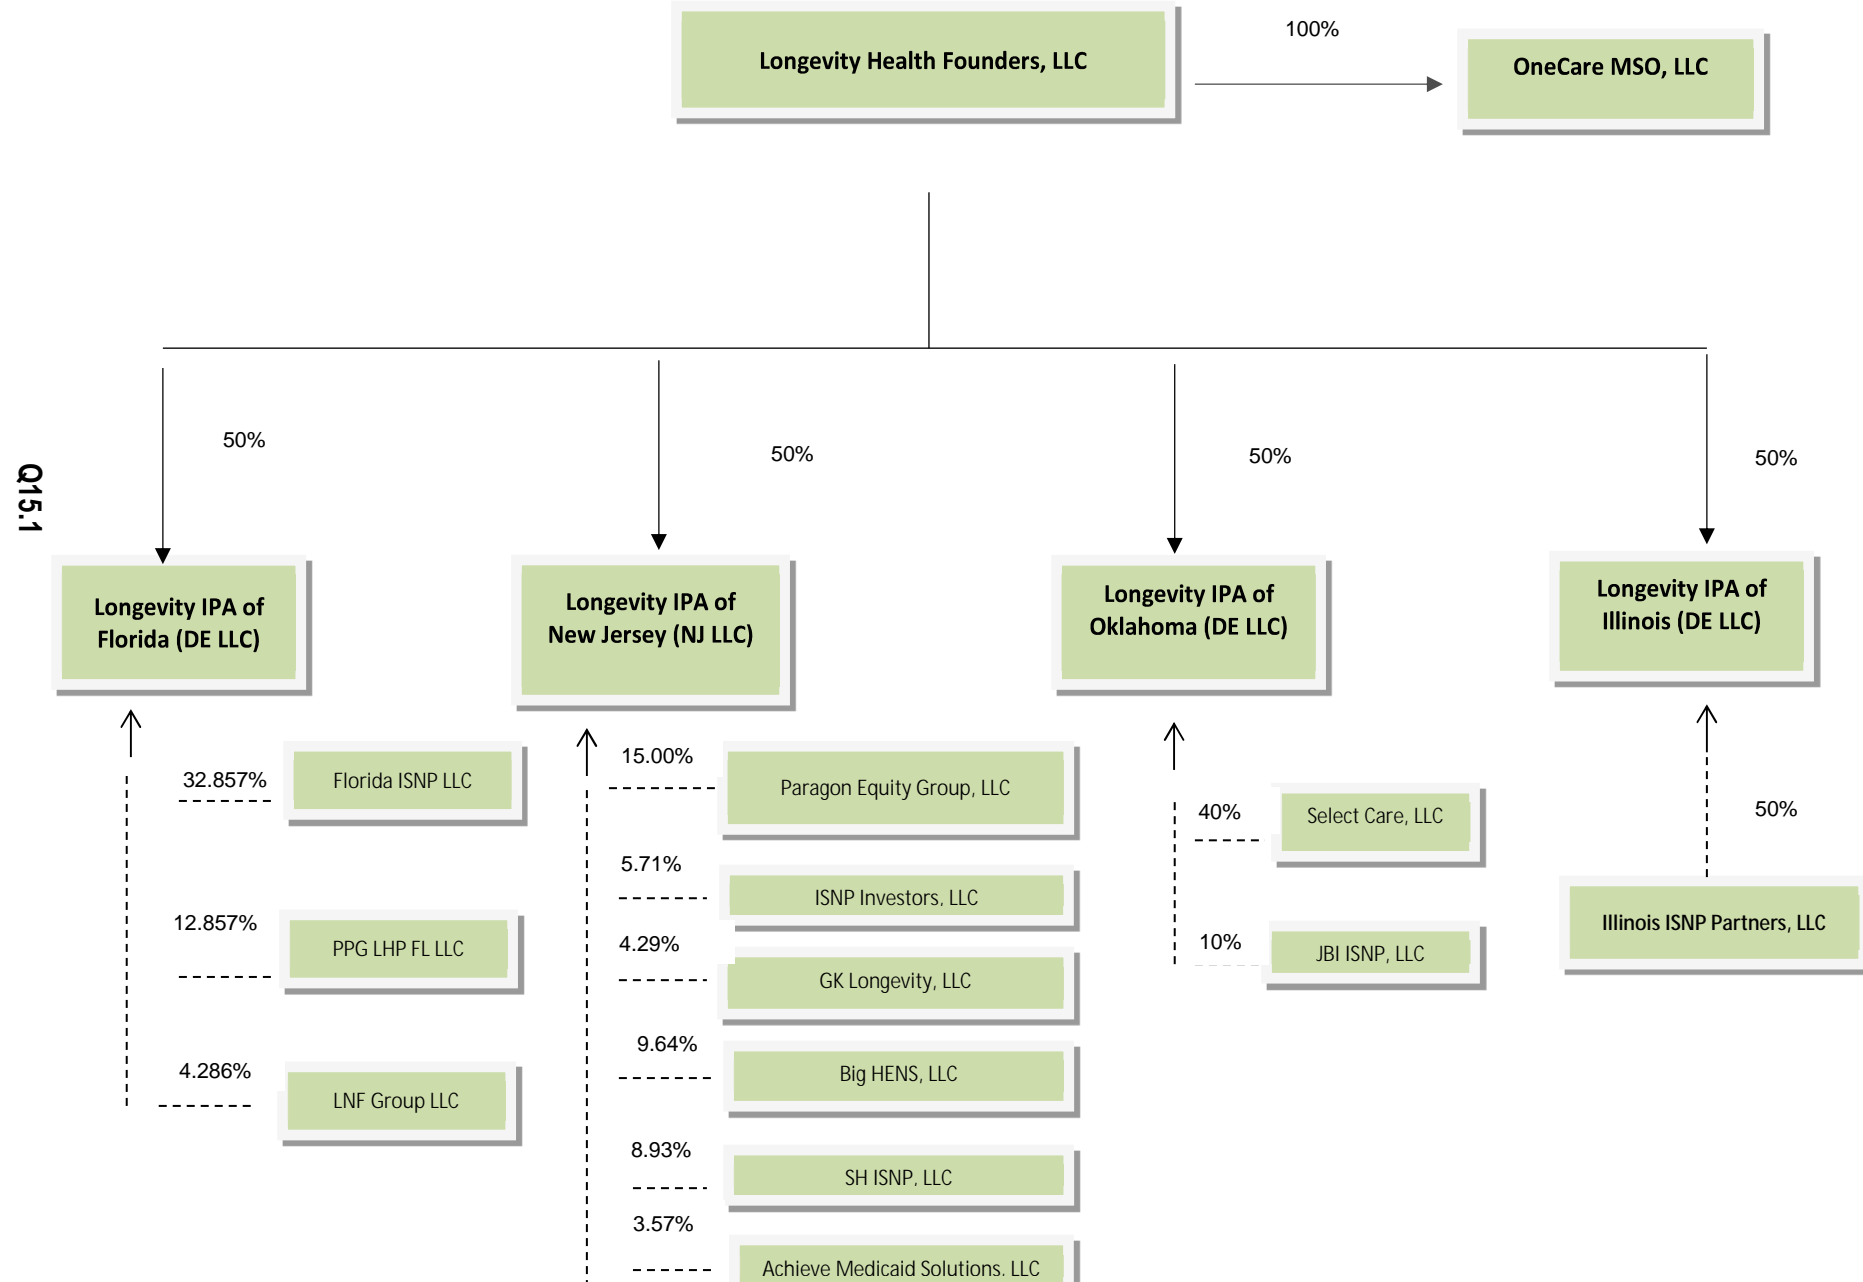 Longevity Health Founders, LLC
100%
OneCare MSO, LLC
50%
50%
50%
50%
Q15.1
Longevity IPA of
Florida (DE LLC)
Longevity IPA of
New Jersey (NJ LLC)
Longevity IPA of
Oklahoma (DE LLC)
Longevity IPA of
Illinois (DE LLC)
32.857%
Florida ISNP LLC
12.857%
PPG LHP FL LLC
4.286%
LNF Group LLC
15.00%
Paragon Equity Group, LLC
5.71%
ISNP Investors, LLC
4.29%
GK Longevity, LLC
9.64%
Big HENS, LLC
8.93%
SH ISNP, LLC
3.57%
Achieve Medicaid Solutions. LLC
40%
Select Care, LLC
10%
JBI ISNP, LLC
50%
Illinois ISNP Partners, LLC